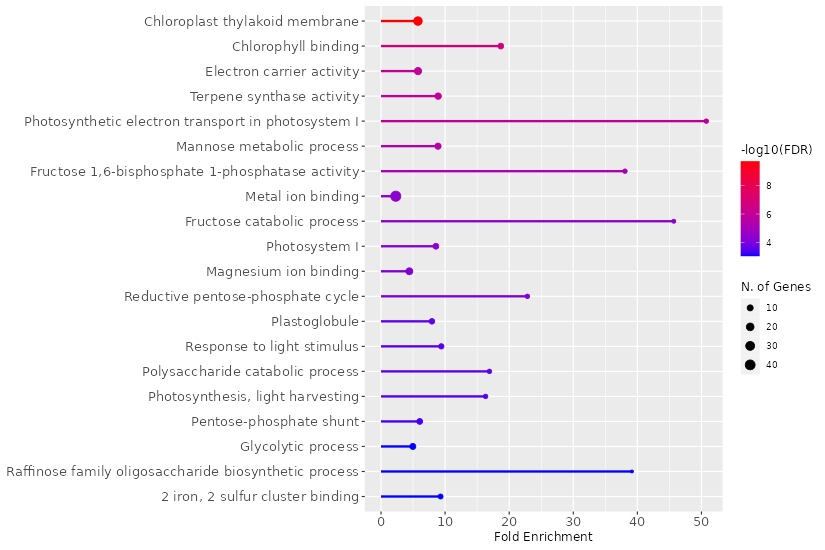 Chloroplast thylakoid membrane
Chlorophyll binding
Electron carrier activity
Terpene synthase activity
Photosynthetic electron transport in photosystem I
Mannose metabolic process
Fructose 1,6-bisphosphate 1-phosphatase activity
Metal ion binding
Fructose catabolic process
Photosystem I
Magnesium ion binding
Reductive pentose-phosphate cycle
Plastoglobule
Response to light stimulus
Polysaccharide catabolic process
Photosynthesis, light harvesting
Pentose-phosphate shunt
Glycolytic process
Raffinose family oligosaccharide biosynthetic process
2 iron, 2 sulfur cluster binding
0 10 20 30 40 50
Fold Enrichment
-log10(FDR)
8
6
4
N. of Genes
10
20
30
40